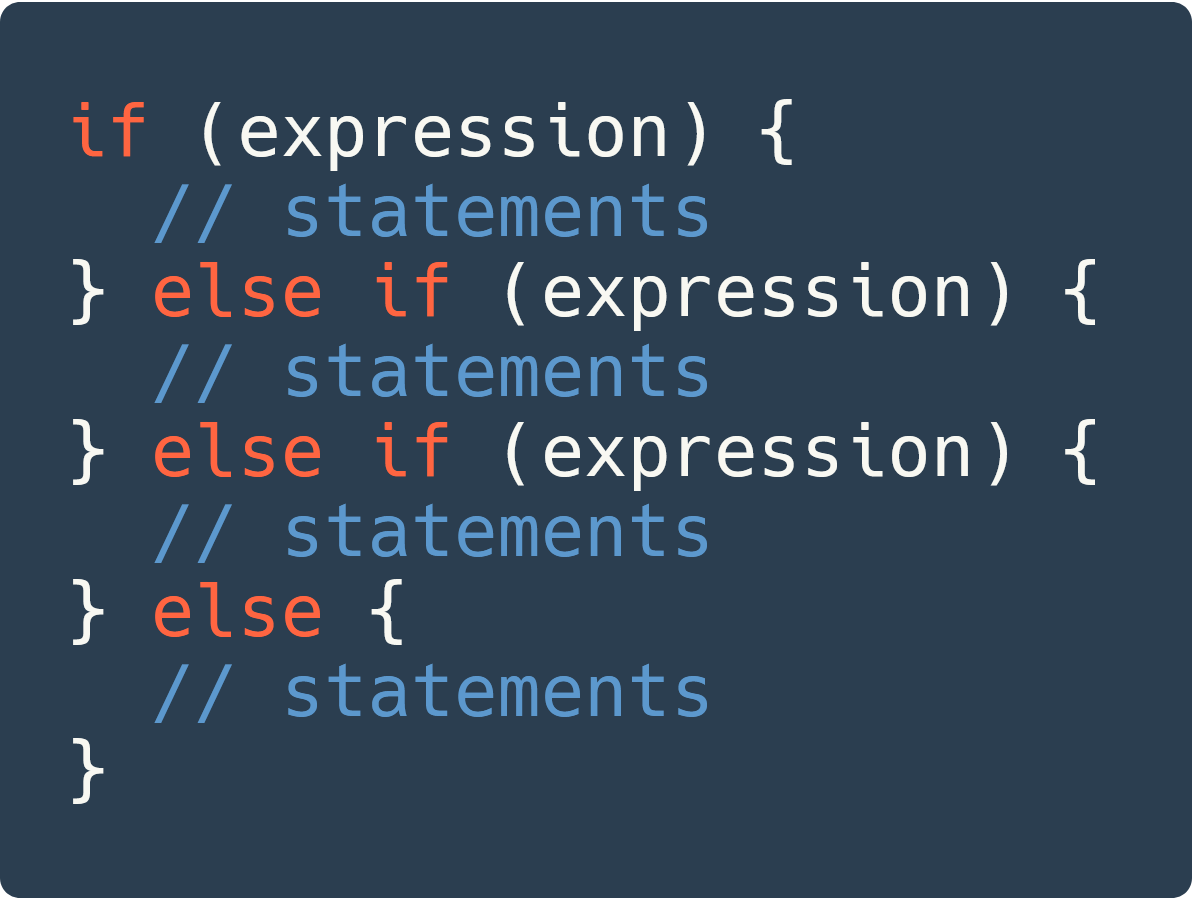 if (expression) {
  // statements
} else if (expression) {
  // statements
} else if (expression) {
  // statements
} else {
  // statements
}